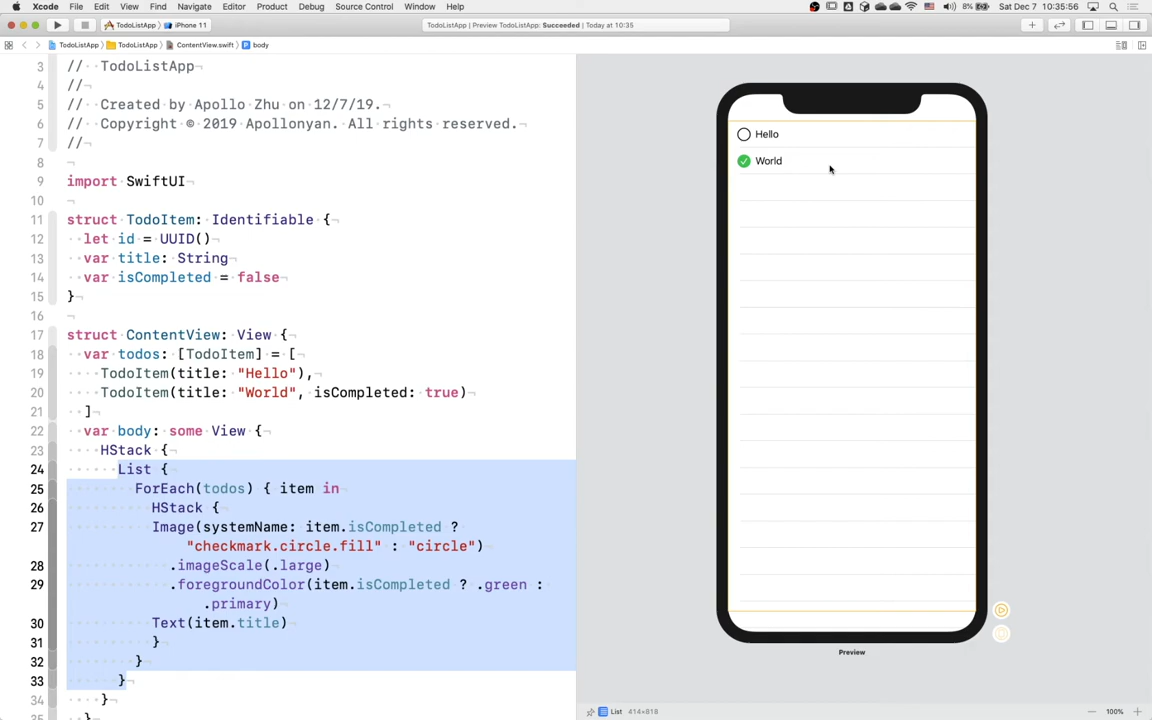 Xcode File Edit View Find Navigate Editor Product Debug Source Control Window Help 8% Sat Dec 7 10:35:56
TodoListApp iPhone 11 TodoListApp | Preview TodoListApp: Succeeded | Today at 10:35
TodoListApp TodoListApp ContentView.swift body
3 // TodoListApp
4 //
5 // Created by Apollo Zhu on 12/7/19.
6 // Copyright © 2019 Apollonyan. All rights reserved.
7 //
8
9 import SwiftUI
10
11 struct TodoItem: Identifiable {
12 let id = UUID()
13 var title: String
14 var isCompleted = false
15 }
16
17 struct ContentView: View {
18 var todos: [TodoItem] = [
19 TodoItem(title: "Hello"),
20 TodoItem(title: "World", isCompleted: true)
21 ]
22 var body: some View {
23 HStack {
24 List {
25 ForEach(todos) { item in
26 HStack {
27 Image(systemName: item.isCompleted ?
"checkmark.circle.fill" : "circle")
28 .imageScale(.large)
29 .foregroundColor(item.isCompleted ? .green :
.primary)
30 Text(item.title)
31 }
32 }
33 }
34 }
35 }
Hello
World
Preview
List 414×818 100%